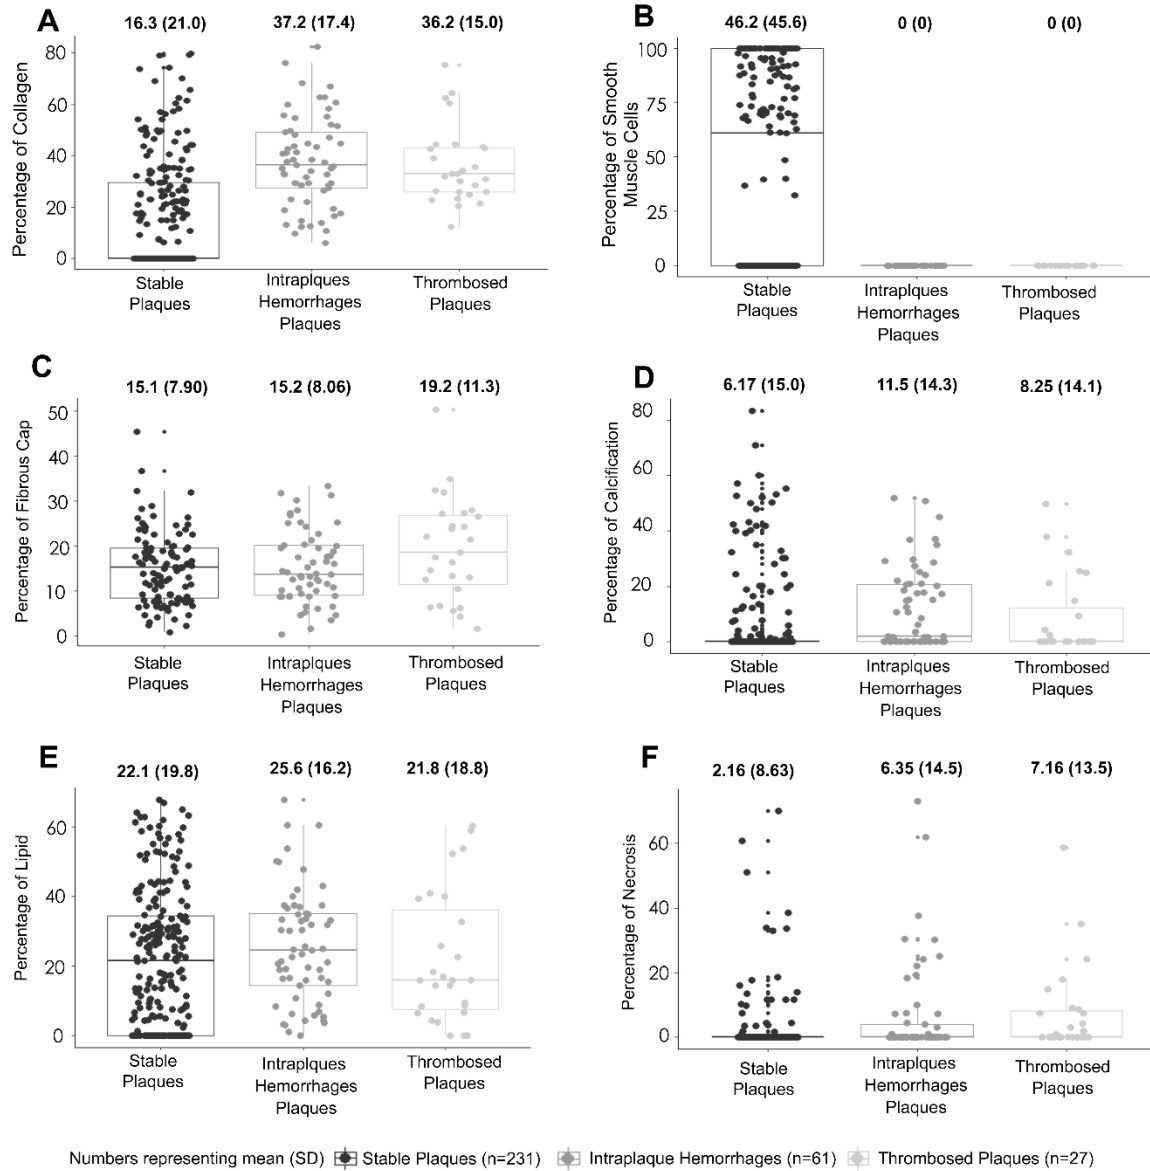 A
16.3 (21.0) 37.2 (17.4) 36.2 (15.0)
Percentage of Collagen
80
60
40
20
0
Stable
Plaques
Intraplques
Hemorrhages
Plaques
Thrombosed
Plaques
B
46.2 (45.6) 0 (0) 0 (0)
Percentage of Smooth
Muscle Cells
100
75
50
25
0
Stable
Plaques
Intraplques
Hemorrhages
Plaques
Thrombosed
Plaques
C
15.1 (7.90) 15.2 (8.06) 19.2 (11.3)
Percentage of Fibrous Cap
50
40
30
20
10
0
Stable
Plaques
Intraplques
Hemorrhages
Plaques
Thrombosed
Plaques
D
6.17 (15.0) 11.5 (14.3) 8.25 (14.1)
Percentage of Calcification
80
60
40
20
0
Stable
Plaques
Intraplques
Hemorrhages
Plaques
Thrombosed
Plaques
E
22.1 (19.8) 25.6 (16.2) 21.8 (18.8)
Percentage of Lipid
60
40
20
0
Stable
Plaques
Intraplques
Hemorrhages
Plaques
Thrombosed
Plaques
F
2.16 (8.63) 6.35 (14.5) 7.16 (13.5)
Percentage of Necrosis
60
40
20
0
Stable
Plaques
Intraplques
Hemorrhages
Plaques
Thrombosed
Plaques
Numbers representing mean (SD) Stable Plaques (n=231) Intraplaque Hemorrhages (n=61) Thrombosed Plaques (n=27)